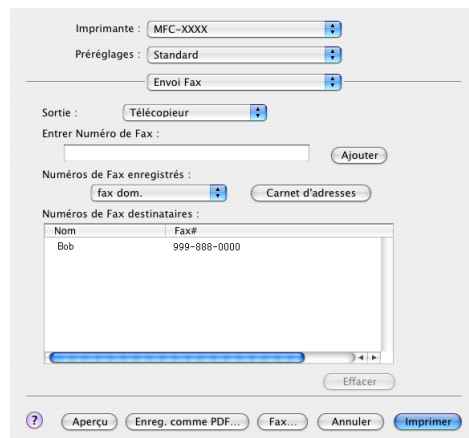 Imprimante : MFC-XXXX
Préréglages : Standard
Envoi Fax
Sortie : Télécopieur
Entrer Numéro de Fax :
Ajouter
Numéros de Fax enregistrés :
fax dom. Carnet d'adresses
Numéros de Fax destinataires :
Nom Fax#
Bob 999-888-0000
Effacer
? Aperçu Enreg. comme PDF... Fax... Annuler Imprimer